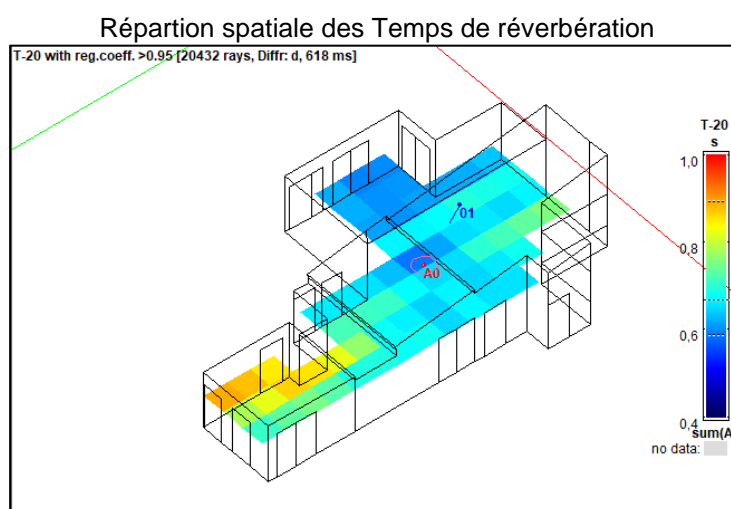 Répartion spatiale des Temps de réverbération
T-20 with reg.coeff. >0.95 [20432 rays, Diffr: d, 618 ms]
T-20
s
1,0
01
0,8
A0
0,6
0,4
sum(A
no data: